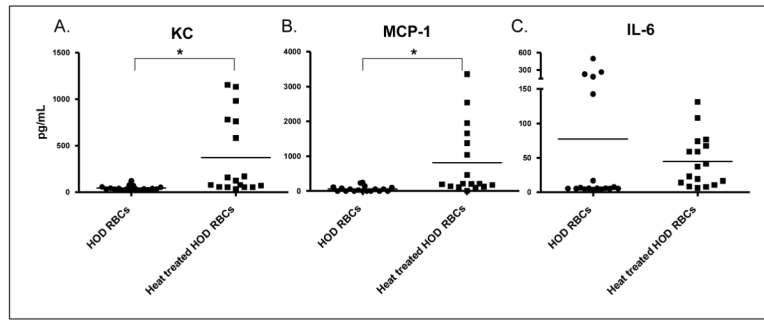 A.
KC
*
1500
1000
500
0
pg/mL
HOD RBCs
Heat treated HOD RBCs
B.
MCP-1
*
4000
3000
2000
1000
0
HOD RBCs
Heat treated HOD RBCs
C.
IL-6
600
300
150
100
50
0
HOD RBCs
Heat treated HOD RBCs